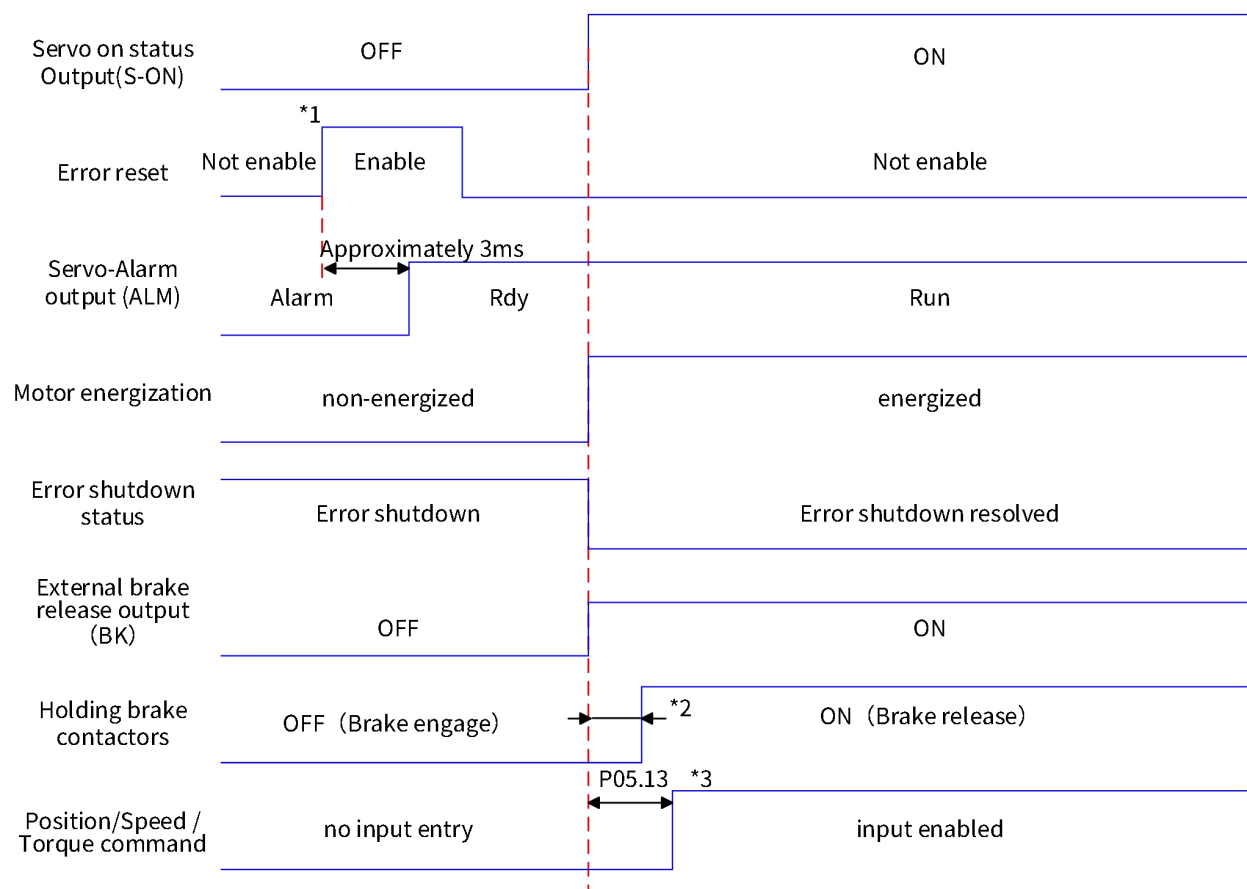 Servo on status
Output(S-ON)
OFF
ON
*1
Error reset
Not enable
Enable
Not enable
Approximately 3ms
Servo-Alarm
output (ALM)
Alarm
Rdy
Run
Motor energization
non-energized
energized
Error shutdown
status
Error shutdown
Error shutdown resolved
External brake
release output
（BK）
OFF
ON
Holding brake
contactors
OFF（Brake engage）
*2
ON（Brake release）
P05.13
*3
Position/Speed /
Torque command
no input entry
input enabled